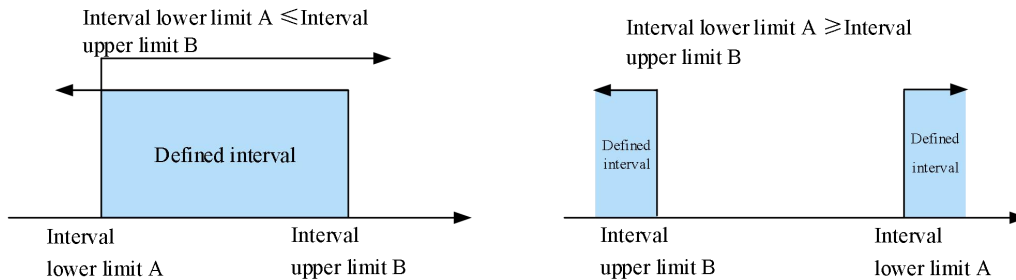 Interval lower limit A ≤Interval
upper limit B
Defined interval
Interval
lower limit A
Interval
upper limit B
Interval lower limit A ≥Interval
upper limit B
Defined
interval
Defined
interval
Interval
upper limit B
Interval
lower limit A